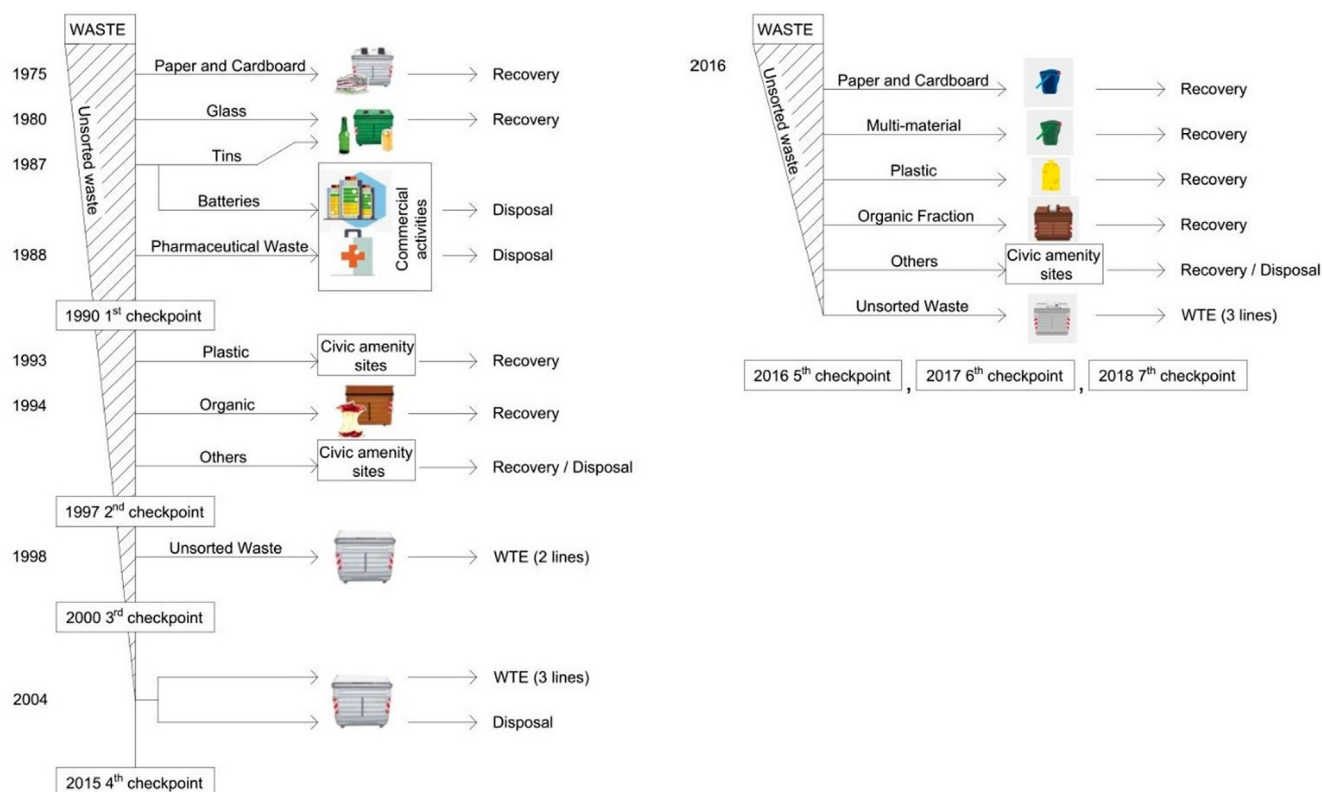 WASTE
Unsorted waste
1975
Paper and Cardboard
Recovery
1980
Glass
Recovery
1987
Tins
Batteries
Commercial
activities
Disposal
1988
Pharmaceutical Waste
Disposal
1990 1st checkpoint
1993
Plastic
Civic amenity
sites
Recovery
1994
Organic
Recovery
Others
Civic amenity
sites
Recovery / Disposal
1997 2nd checkpoint
1998
Unsorted Waste
WTE (2 lines)
2000 3rd checkpoint
2004
WTE (3 lines)
Disposal
2015 4th checkpoint
WASTE
Unsorted waste
2016
Paper and Cardboard
Recovery
Multi-material
Recovery
Plastic
Recovery
Organic Fraction
Recovery
Others
Civic amenity
sites
Recovery / Disposal
Unsorted Waste
WTE (3 lines)
2016 5th checkpoint , 2017 6th checkpoint , 2018 7th checkpoint